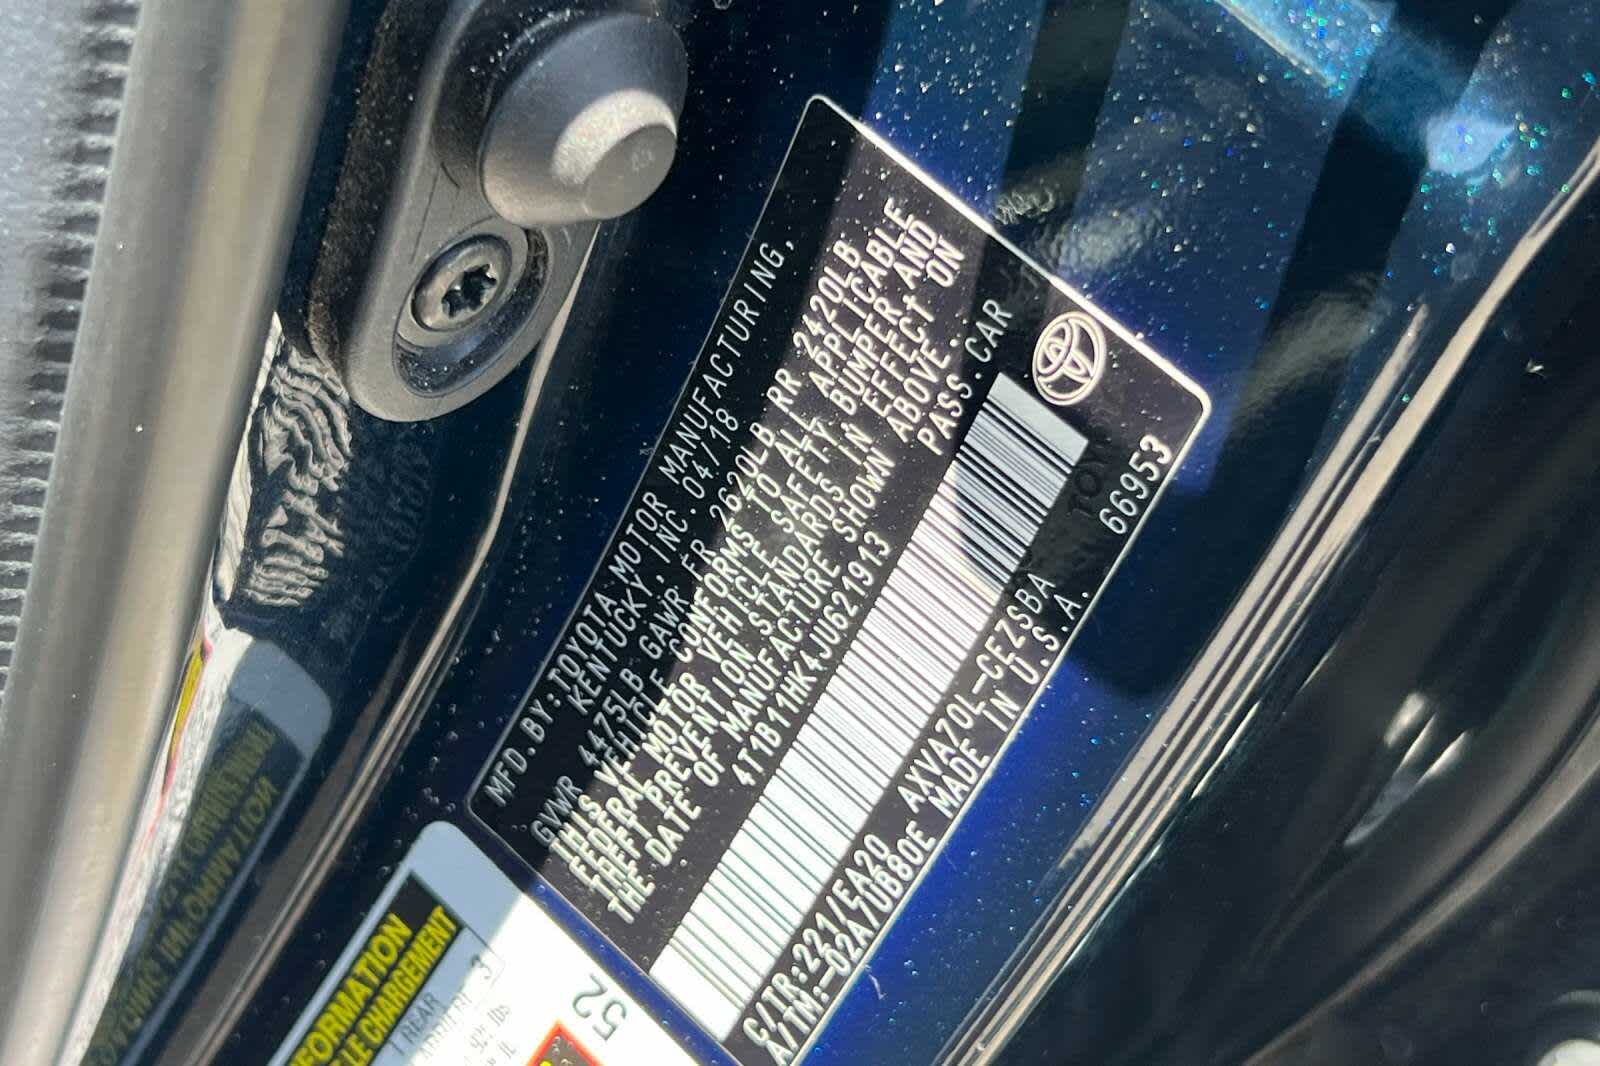 MFD.BY:TOYOTA MOTOR MANUFACTURING,
KENTUCKY, INC. 04/18
GVWR 4475LB GAWR FR 2620LB RR 2420LB
THIS VEHICLE CONFORMS TO ALL APPLICABLE
FEDERAL MOTOR VEHICLE SAFETY, BUMPER AND
THEFT PREVENTION STANDARDS IN EFFECT ON
THE DATE OF MANUFACTURE SHOWN ABOVE.
4T1B11HK4JU621913 PASS.CAR
C/TR:221/EA20 AXVA70L-CEZSBA 66953
A/TM:-02A/UB80E MADE IN U.S.A.
REAR
3
52